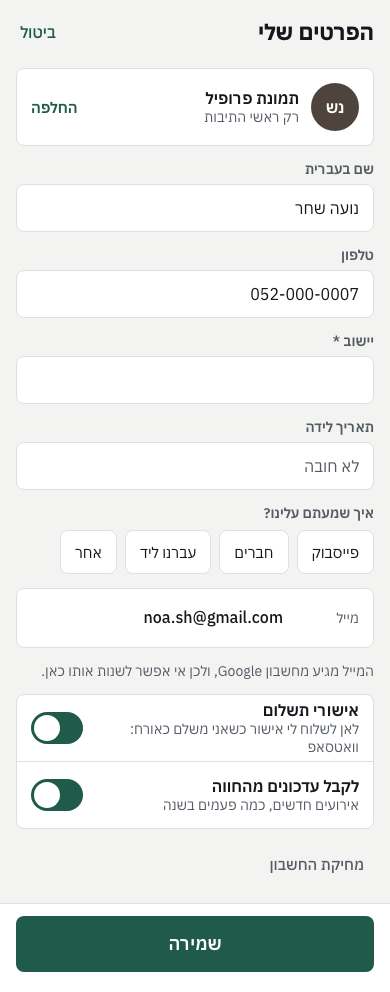 הפרטים שלי
ביטול
נש
תמונת פרופיל
רק ראשי התיבות
החלפה
שם בעברית
נועה שחר
טלפון
052-000-0007
יישוב *
תאריך לידה
לא חובה
איך שמעתם עלינו?
פייסבוק
חברים
עברנו ליד
אחר
מייל
noa.sh@gmail.com
המייל מגיע מחשבון Google, ולכן אי אפשר לשנות אותו כאן.
אישורי תשלום
לאן לשלוח לי אישור כשאני משלם כאורח:
וואטסאפ
לקבל עדכונים מהחווה
אירועים חדשים, כמה פעמים בשנה
מחיקת החשבון
שמירה